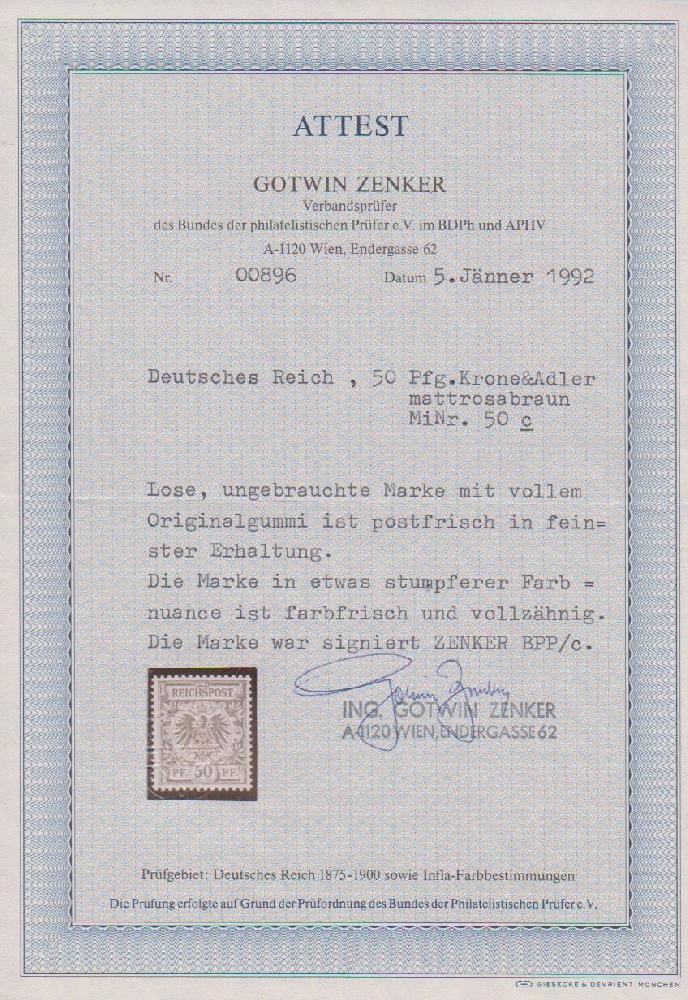 ATTEST
GOTWIN ZENKER
Verbandsprüfer
des Bundes der philatelistischen Prüfer e.V. im BDPh und APHV
A-1120 Wien, Endergasse 62
Nr. 00896 Datum 5.Jänner 1992
Deutsches Reich , 50 Pfg.Krone&Adler
mattrosabraun
MiNr. 50 c
Lose, ungebrauchte Marke mit vollem
Originalgummi ist postfrisch in fein=
ster Erhaltung.
Die Marke in etwas stumpferer Farb =
nuance ist farbfrisch und vollzähnig.
Die Marke war signiert ZENKER BPP/c.
REICHSPOST
PF. 50 PF.
Gotwin Zenker
ING. GOTWIN ZENKER
A-1120 WIEN, ENDERGASSE 62
Prüfgebiet: Deutsches Reich 1875-1900 sowie Infla-Farbbestimmungen
Die Prüfung erfolgte auf Grund der Prüfordnung des Bundes der Philatelistischen Prüfer e.V.
GIESECKE & DEVRIENT MÜNCHEN